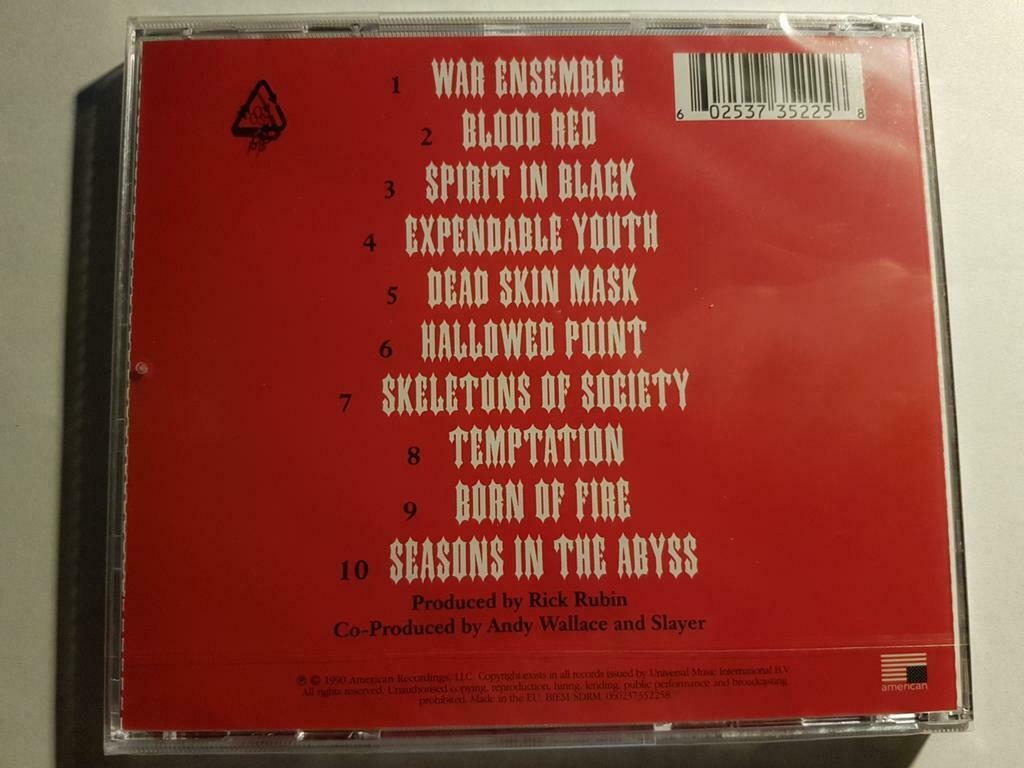 1 WAR ENSEMBLE
2 BLOOD RED
3 SPIRIT IN BLACK
4 EXPENDABLE YOUTH
5 DEAD SKIN MASK
6 HALLOWED POINT
7 SKELETONS OF SOCIETY
8 TEMPTATION
9 BORN OF FIRE
10 SEASONS IN THE ABYSS
Produced by Rick Rubin
Co-Produced by Andy Wallace and Slayer
6 02537 35225 8
℗ © 1990 American Recordings, LLC. Copyright exists in all records issued by Universal Music International B.V.
All rights reserved. Unauthorised copying, reproduction, hiring, lending, public performance and broadcasting
prohibited. Made in the EU. BIEM/SDRM. 060237352258
american